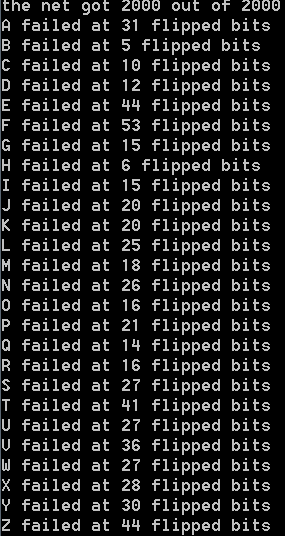 the net got 2000 out of 2000
A failed at 31 flipped bits
B failed at 5 flipped bits
C failed at 10 flipped bits
D failed at 12 flipped bits
E failed at 44 flipped bits
F failed at 53 flipped bits
G failed at 15 flipped bits
H failed at 6 flipped bits
I failed at 15 flipped bits
J failed at 20 flipped bits
K failed at 20 flipped bits
L failed at 25 flipped bits
M failed at 18 flipped bits
N failed at 26 flipped bits
O failed at 16 flipped bits
P failed at 21 flipped bits
Q failed at 14 flipped bits
R failed at 16 flipped bits
S failed at 27 flipped bits
T failed at 41 flipped bits
U failed at 27 flipped bits
V failed at 36 flipped bits
W failed at 27 flipped bits
X failed at 28 flipped bits
Y failed at 30 flipped bits
Z failed at 44 flipped bits